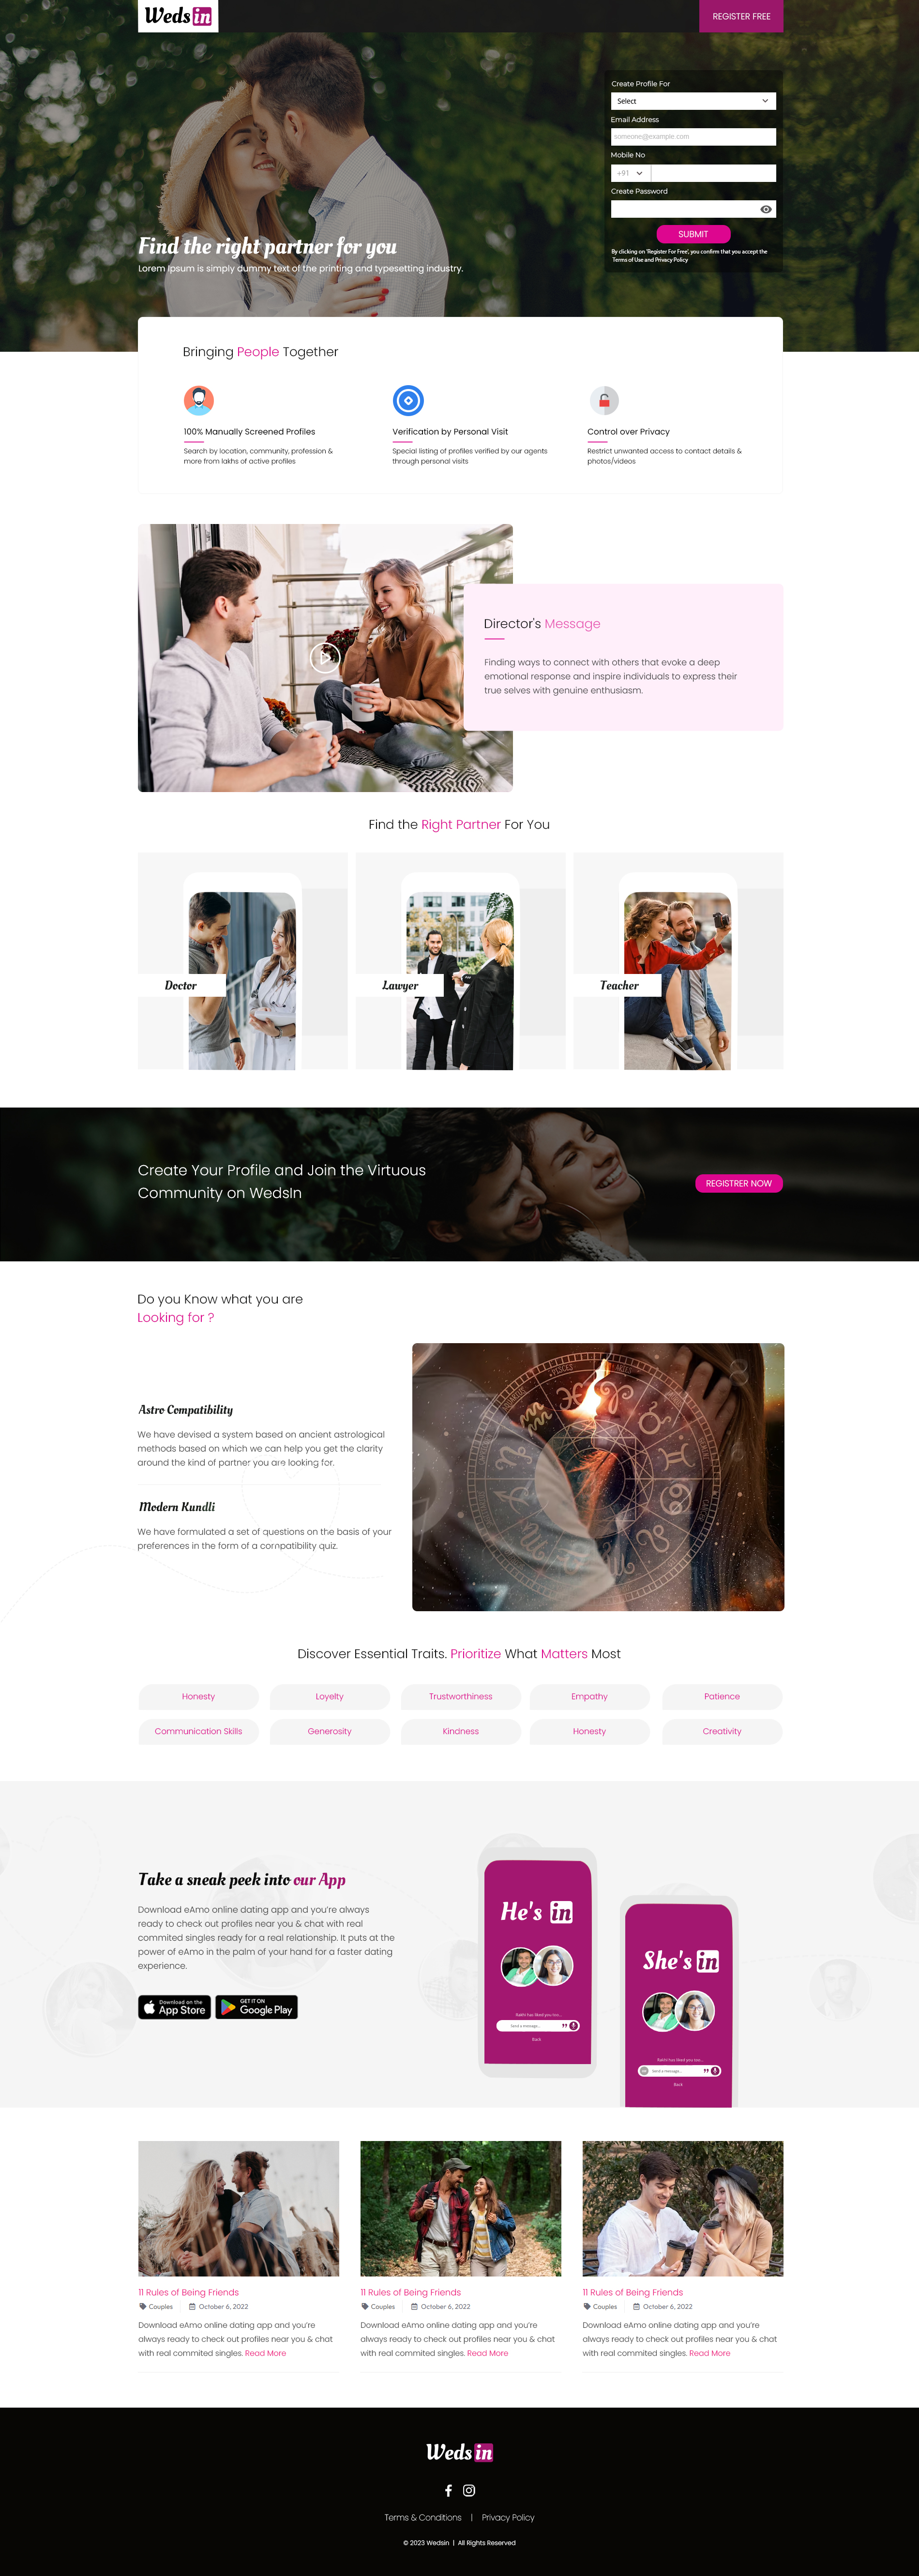 Weds in
REGISTER FREE
Create Profile For
Select
Email Address
someone@example.com
Mobile No
+91
Create Password
SUBMIT
By clicking on 'Register For Free', you confirm that you accept the
Terms of Use and Privacy Policy
Find the right partner for you
Lorem Ipsum is simply dummy text of the printing and typesetting industry.
Bringing People Together
100% Manually Screened Profiles
Search by location, community, profession &
more from lakhs of active profiles
Verification by Personal Visit
Special listing of profiles verified by our agents
through personal visits
Control over Privacy
Restrict unwanted access to contact details &
photos/videos
Director's Message
Finding ways to connect with others that evoke a deep
emotional response and inspire individuals to express their
true selves with genuine enthusiasm.
Find the Right Partner For You
Doctor
Lawyer
Teacher
Create Your Profile and Join the Virtuous
Community on WedsIn
REGISTRER NOW
Do you Know what you are
Looking for ?
Astro Compatibility
We have devised a system based on ancient astrological
methods based on which we can help you get the clarity
around the kind of partner you are looking for.
Modern Kundli
We have formulated a set of questions on the basis of your
preferences in the form of a compatibility quiz.
PISCES
ARIES
Discover Essential Traits. Prioritize What Matters Most
Honesty
Loyelty
Trustworthiness
Empathy
Patience
Communication Skills
Generosity
Kindness
Honesty
Creativity
Take a sneak peek into our App
Download eAmo online dating app and you're always
ready to check out profiles near you & chat with real
commited singles ready for a real relationship. It puts at the
power of eAmo in the palm of your hand for a faster dating
experience.
Download on the
App Store
GET IT ON
Google Play
He's in
Rakhi has liked you too...
Send a message...
Back
She's in
Rakhi has liked you too...
Send a message...
Back
11 Rules of Being Friends
Couples
October 6, 2022
Download eAmo online dating app and you're
always ready to check out profiles near you & chat
with real commited singles. Read More
11 Rules of Being Friends
Couples
October 6, 2022
Download eAmo online dating app and you're
always ready to check out profiles near you & chat
with real commited singles. Read More
11 Rules of Being Friends
Couples
October 6, 2022
Download eAmo online dating app and you're
always ready to check out profiles near you & chat
with real commited singles. Read More
Weds in
Terms & Conditions | Privacy Policy
© 2023 Wedsin | All Rights Reserved